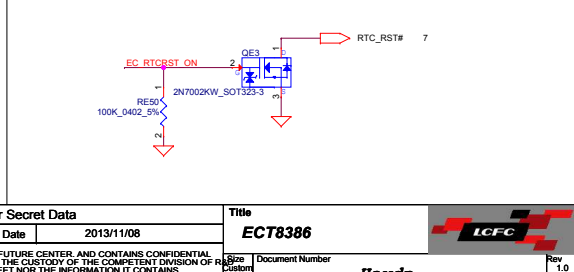 RTC_RST# 7
1
QE3
D
EC_RTCRST_ON 2
G
S
3
2N7002KW_SOT323-3
1
RE50
100K_0402_5%
2
r Secret Data
Title
Date 2013/11/08
ECT8386
LCFC
FUTURE CENTER. AND CONTAINS CONFIDENTIAL
THE CUSTODY OF THE COMPETENT DIVISION OF R&D
Size Document Number Rev
Custom 1.0